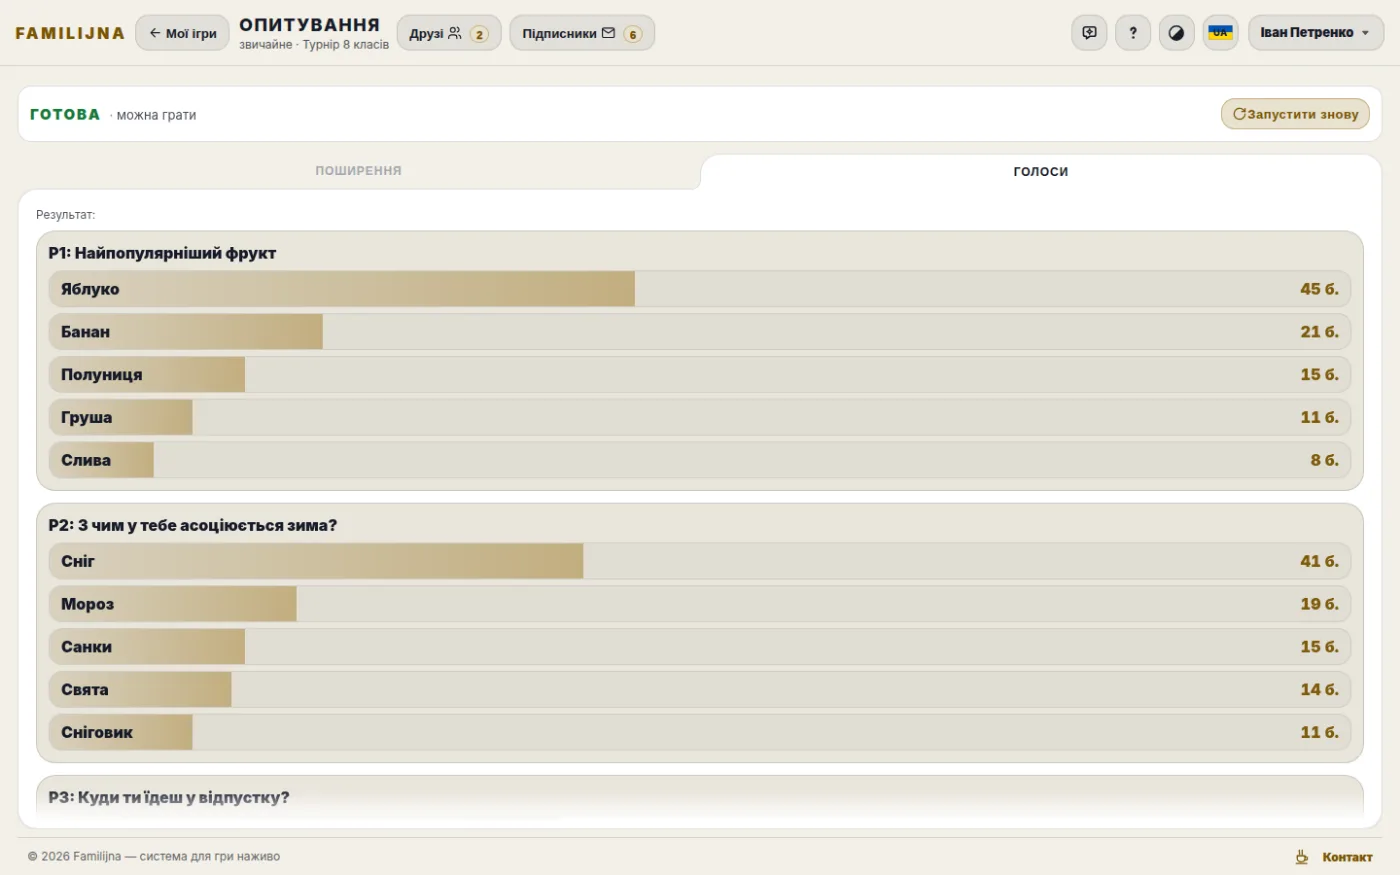 FAMILIJNA
← Мої ігри
ОПИТУВАННЯ
звичайне · Турнір 8 класів
Друзі 2
Підписники 6
?
UA
Іван Петренко
ГОТОВА · можна грати
Запустити знову
ПОШИРЕННЯ
ГОЛОСИ
Результат:
P1: Найпопулярніший фрукт
Яблуко 45 б.
Банан 21 б.
Полуниця 15 б.
Груша 11 б.
Слива 8 б.
P2: З чим у тебе асоціюється зима?
Сніг 41 б.
Мороз 19 б.
Санки 15 б.
Свята 14 б.
Сніговик 11 б.
P3: Куди ти їдеш у відпустку?
© 2026 Familijna — система для гри наживо
Контакт